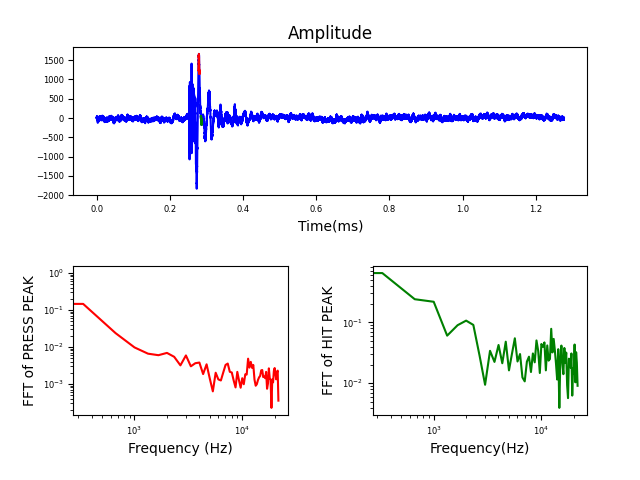 Amplitude
1500
1000
500
0
−500
−1000
−1500
−2000
0.0 0.2 0.4 0.6 0.8 1.0 1.2
Time(ms)
FFT of PRESS PEAK
10⁰
10⁻¹
10⁻²
10⁻³
10³ 10⁴
Frequency (Hz)
FFT of HIT PEAK
10⁻¹
10⁻²
10³ 10⁴
Frequency(Hz)